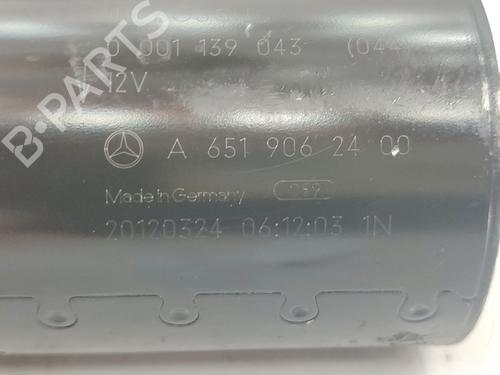 0 001 139 043 (044
12V
A 651 906 24 00
Made in Germany
20120324 06:12:03 1N
B-PARTS